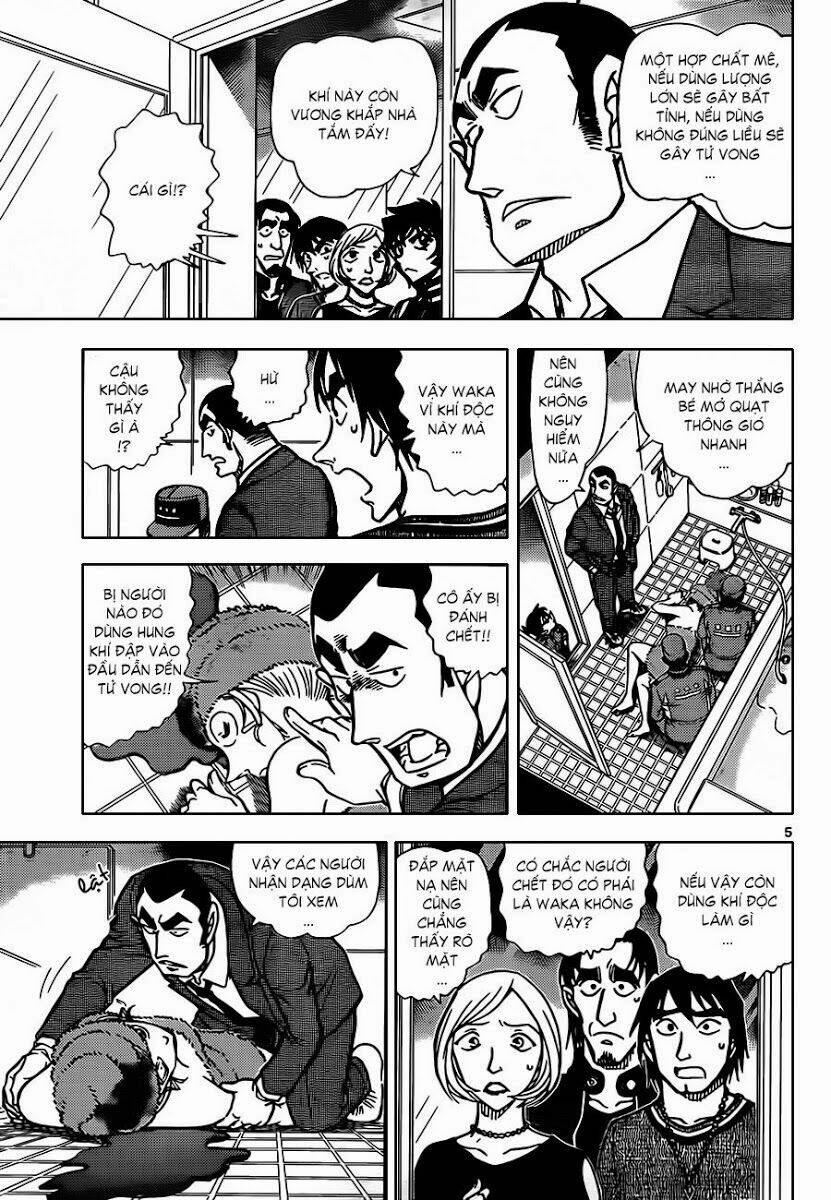 MỘT HỢP CHẤT MÊ,
NẾU DÙNG LƯỢNG
LỚN SẼ GÂY BẤT
TỈNH, NẾU DÙNG
KHÔNG ĐÚNG LIỀU SẼ
GÂY TỬ VONG
...
KHÍ NÀY CÒN
VƯƠNG KHẮP NHÀ
TẮM ĐẤY!
CÁI GÌ!?
MAY NHỜ THẰNG
BÉ MỞ QUẠT
THÔNG GIÓ
NHANH
...
NÊN
CŨNG
KHÔNG
NGUY
HIỂM
NỮA
...
VẬY WAKA
VÌ KHÍ ĐỘC
NÀY MÀ
...
HỪ
...
CẬU
KHÔNG
THẤY
GÌ À
!?
CÔ ẤY BỊ
ĐÁNH
CHẾT!!
BỊ NGƯỜI
NÀO ĐÓ
DÙNG HUNG
KHÍ ĐẬP VÀO
ĐẦU DẪN ĐẾN
TỬ VONG!!
5
NẾU VẬY CÒN
DÙNG KHÍ ĐỘC
LÀM GÌ
...
CÓ CHẮC NGƯỜI
CHẾT ĐÓ CÓ PHẢI
LÀ WAKA KHÔNG
VẬY?
ĐẮP MẶT
NẠ NÊN
CŨNG
CHẲNG
THẤY RÕ
MẶT
...
VẬY CÁC NGƯỜI
NHẬN DẠNG DÙM
TÔI XEM
...
lật